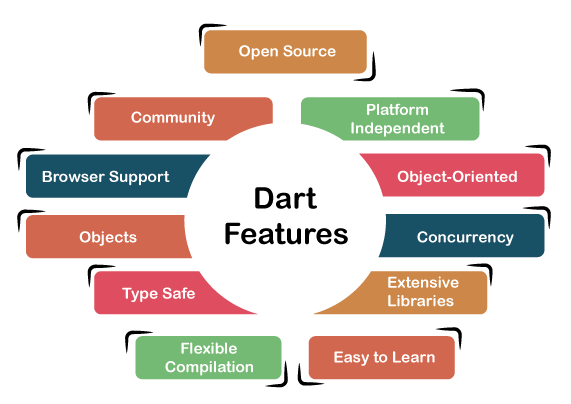 Open Source
Community
Platform
Independent
Browser Support
Object-Oriented
Dart
Features
Objects
Concurrency
Type Safe
Extensive
Libraries
Flexible
Compilation
Easy to Learn